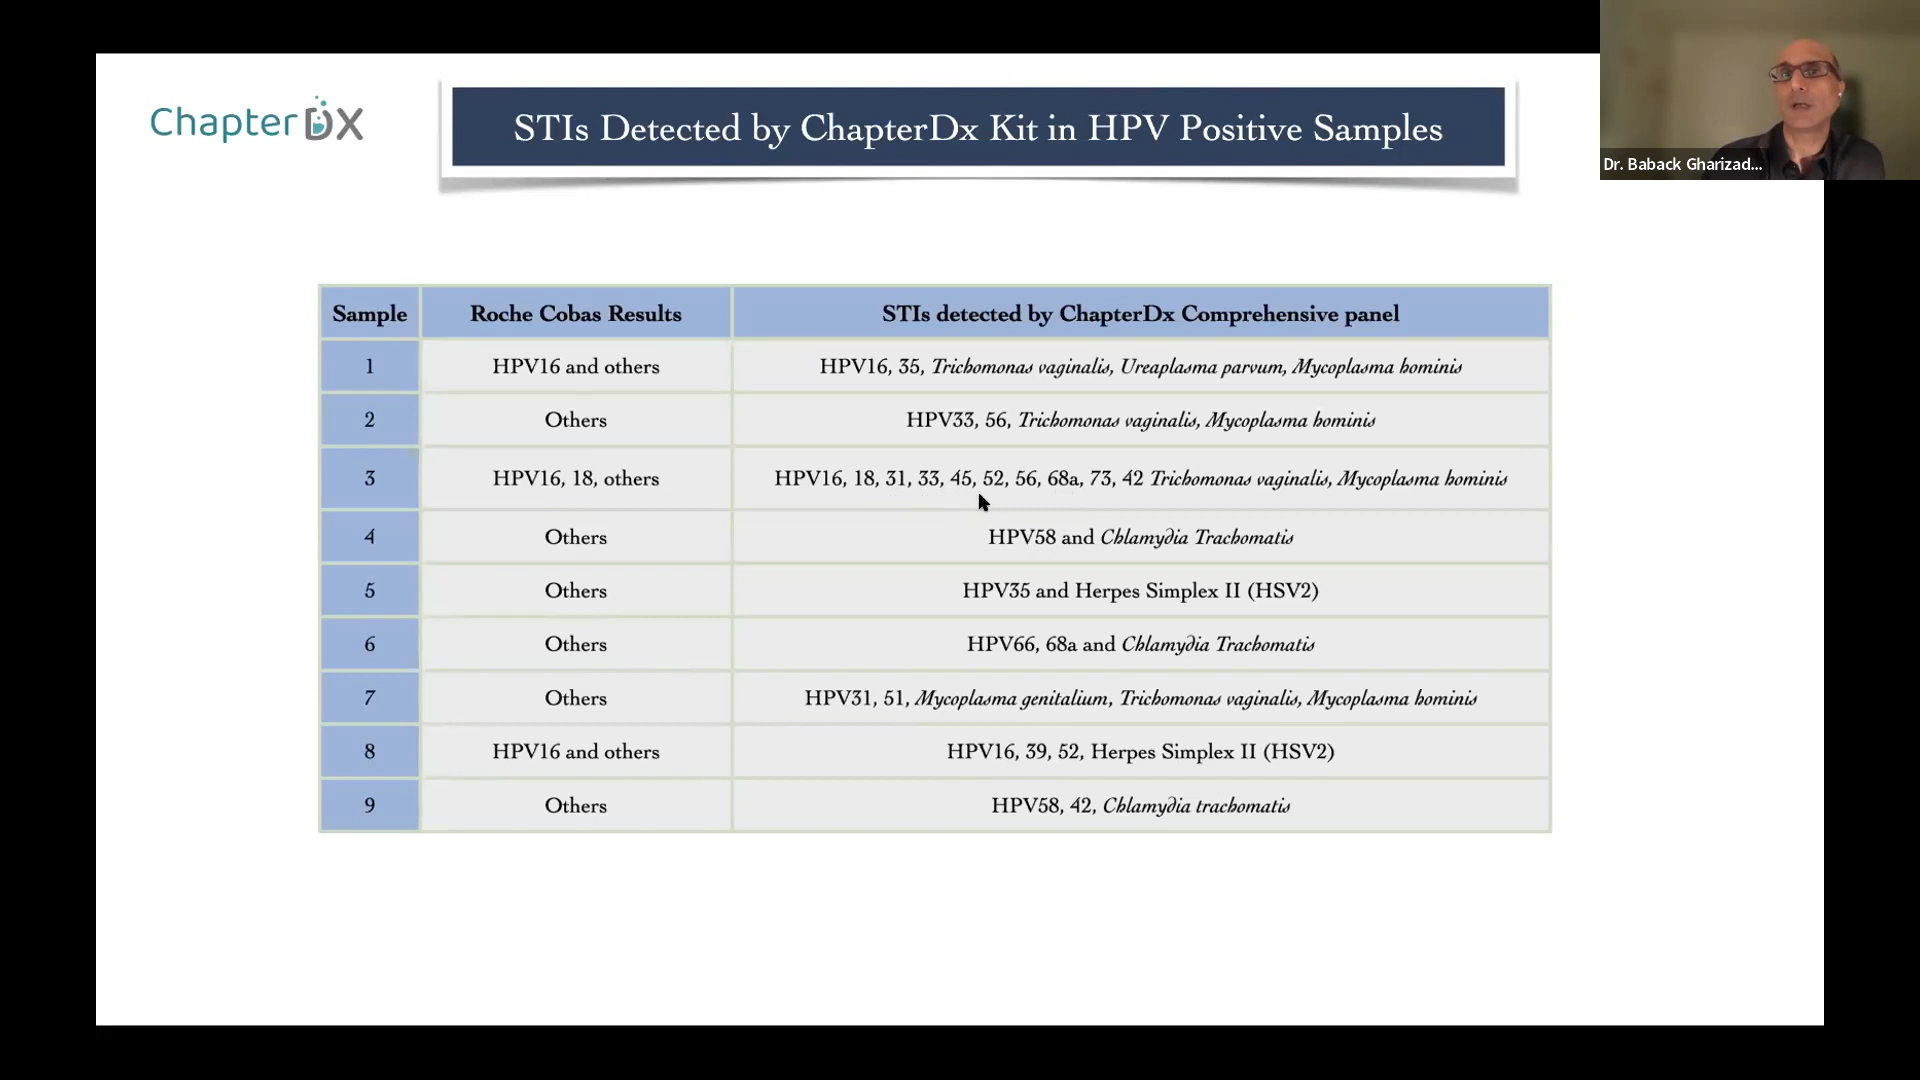 Chapter DX
STIs Detected by ChapterDx Kit in HPV Positive Samples
Dr. Baback Gharizad...
Sample Roche Cobas Results STIs detected by ChapterDx Comprehensive panel
1 HPV16 and others HPV16, 35, Trichomonas vaginalis, Ureaplasma parvum, Mycoplasma hominis
2 Others HPV33, 56, Trichomonas vaginalis, Mycoplasma hominis
3 HPV16, 18, others HPV16, 18, 31, 33, 45, 52, 56, 68a, 73, 42 Trichomonas vaginalis, Mycoplasma hominis
4 Others HPV58 and Chlamydia Trachomatis
5 Others HPV35 and Herpes Simplex II (HSV2)
6 Others HPV66, 68a and Chlamydia Trachomatis
7 Others HPV31, 51, Mycoplasma genitalium, Trichomonas vaginalis, Mycoplasma hominis
8 HPV16 and others HPV16, 39, 52, Herpes Simplex II (HSV2)
9 Others HPV58, 42, Chlamydia trachomatis